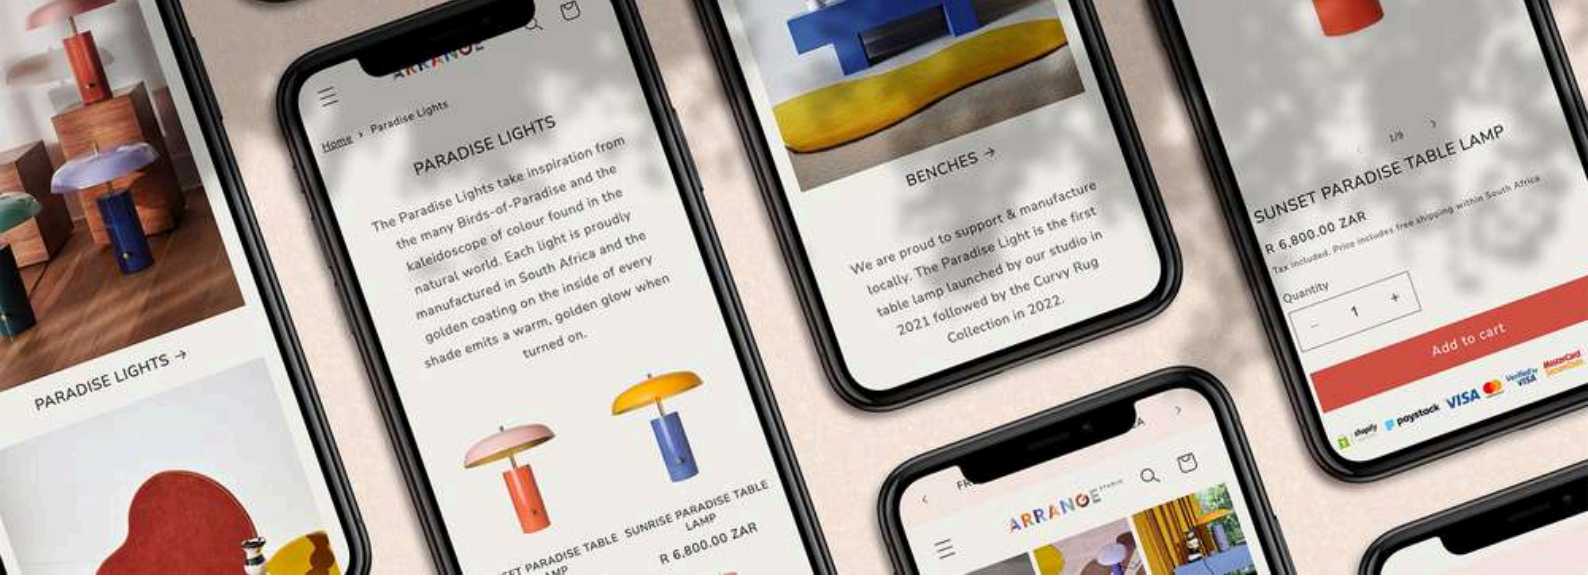 PARADISE LIGHTS →
ARRANGE
Home › Paradise Lights
PARADISE LIGHTS
The Paradise Lights take inspiration from
the many Birds-of-Paradise and the
kaleidoscope of colour found in the
natural world. Each light is proudly
manufactured in South Africa and the
golden coating on the inside of every
shade emits a warm, golden glow when
turned on.
PARADISE TABLE
SUNRISE PARADISE TABLE
LAMP
R 6,800.00 ZAR
BENCHES →
We are proud to support & manufacture
locally. The Paradise Light is the first
table lamp launched by our studio in
2021 followed by the Curvy Rug
Collection in 2022.
ARRANGE
STUDIO
1/9
SUNSET PARADISE TABLE LAMP
R 6,800.00 ZAR
Tax included. Price includes free shipping within South Africa
Quantity
− 1 +
Add to cart
shopify
paystack
VISA
Verified by
VISA
MasterCard
SecureCode